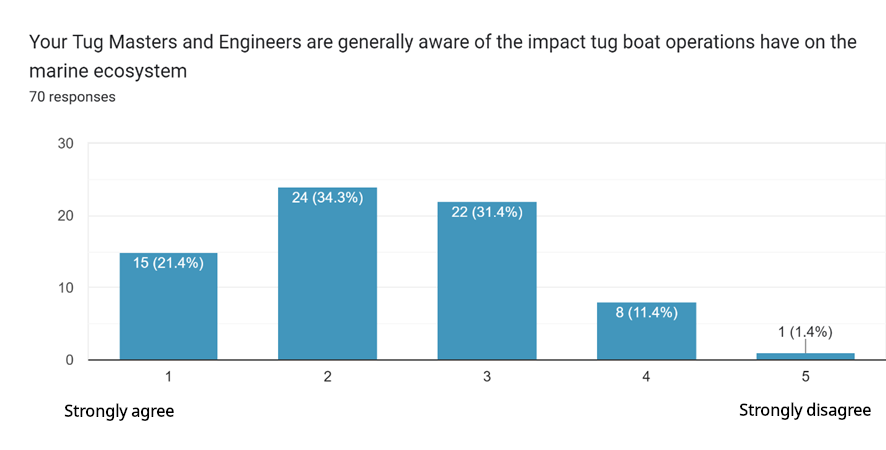 Your Tug Masters and Engineers are generally aware of the impact tug boat operations have on the
marine ecosystem
70 responses
30
20
10
0
15 (21.4%)
24 (34.3%)
22 (31.4%)
8 (11.4%)
1 (1.4%)
1 2 3 4 5
Strongly agree Strongly disagree